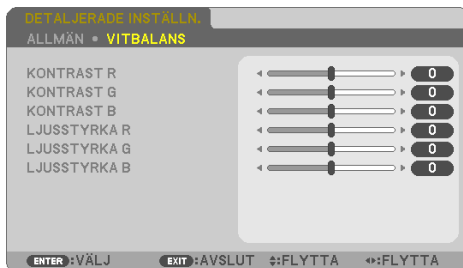 DETALJERADE INSTÄLLN.
ALLMÄN • VITBALANS
KONTRAST R 0
KONTRAST G 0
KONTRAST B 0
LJUSSTYRKA R 0
LJUSSTYRKA G 0
LJUSSTYRKA B 0
ENTER :VÄLJ EXIT :AVSLUT :FLYTTA :FLYTTA